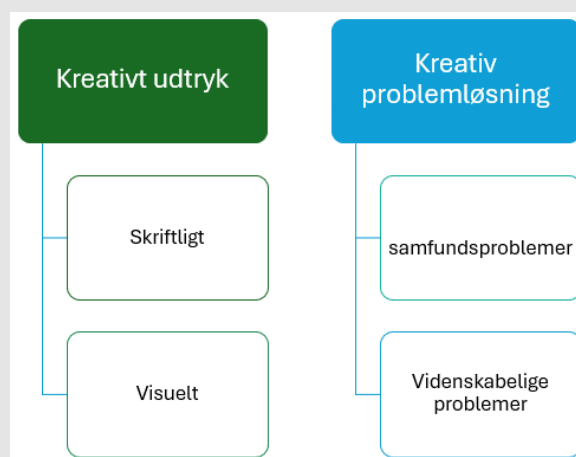 Kreativt udtryk
Skriftligt
Visuelt
Kreativ
problemløsning
samfundsproblemer
Videnskabelige
problemer